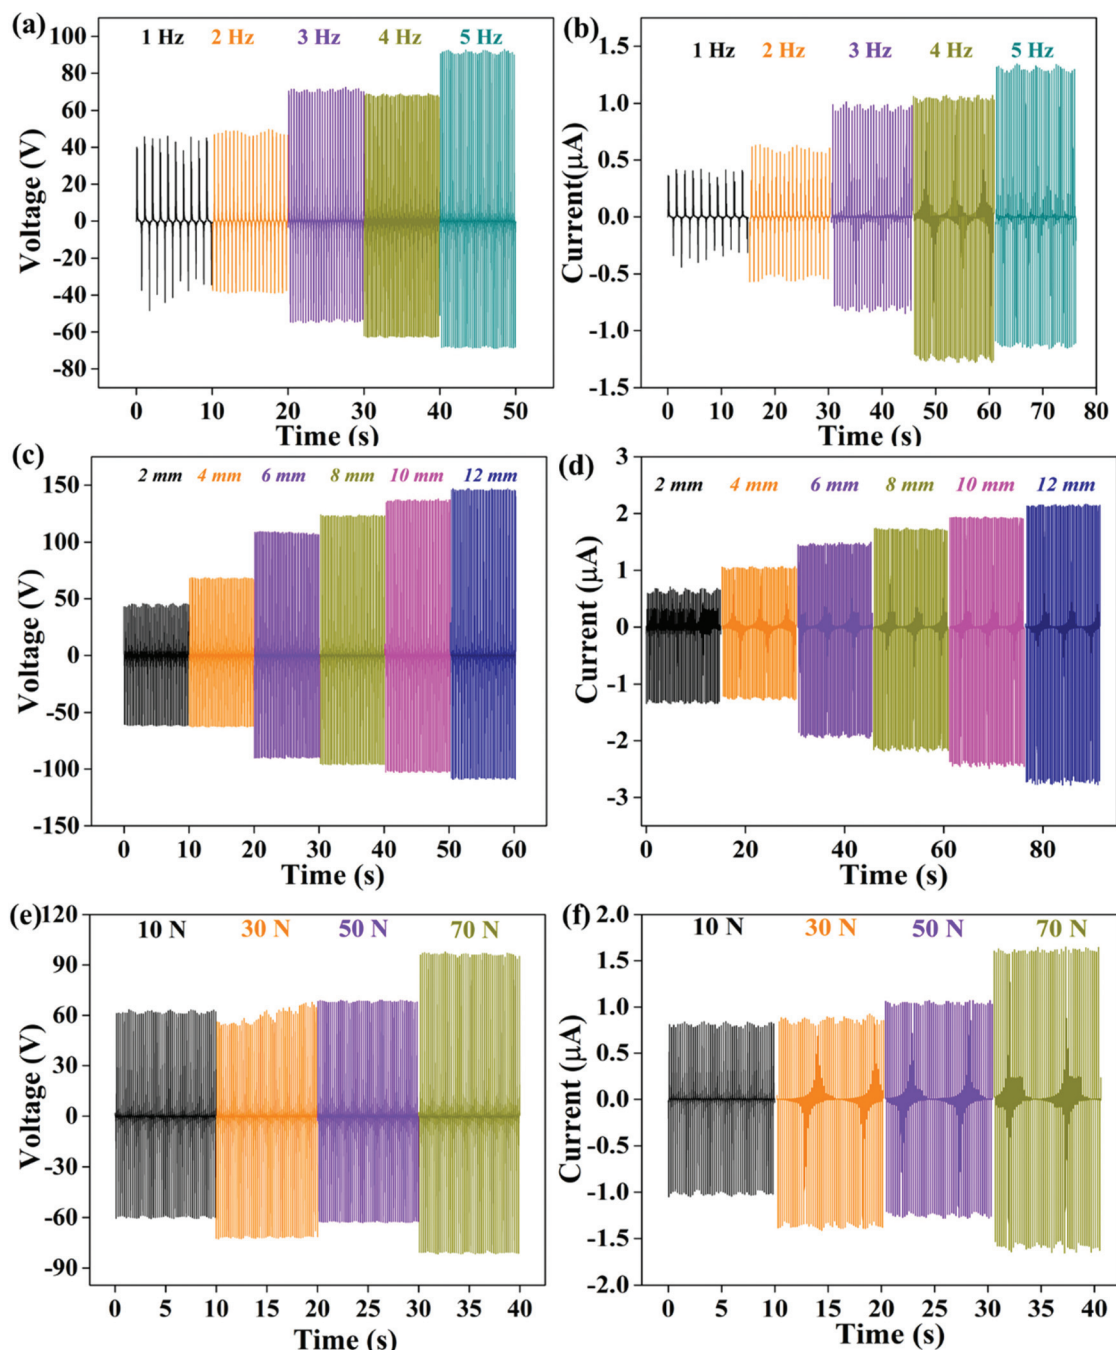 (a)
1 Hz 2 Hz 3 Hz 4 Hz 5 Hz
100
80
60
40
20
0
-20
-40
-60
-80
Voltage (V)
0 10 20 30 40 50
Time (s)
(b)
1 Hz 2 Hz 3 Hz 4 Hz 5 Hz
1.5
1.0
0.5
0.0
-0.5
-1.0
-1.5
Current(μA)
0 10 20 30 40 50 60 70 80
Time (s)
(c)
2 mm 4 mm 6 mm 8 mm 10 mm 12 mm
150
100
50
0
-50
-100
-150
Voltage (V)
0 10 20 30 40 50 60
Time (s)
(d)
2 mm 4 mm 6 mm 8 mm 10 mm 12 mm
3
2
1
0
-1
-2
-3
Current (μA)
0 20 40 60 80
Time (s)
(e)
10 N 30 N 50 N 70 N
120
90
60
30
0
-30
-60
-90
Voltage (V)
0 5 10 15 20 25 30 35 40
Time (s)
(f)
10 N 30 N 50 N 70 N
2.0
1.5
1.0
0.5
0.0
-0.5
-1.0
-1.5
-2.0
Current (μA)
0 5 10 15 20 25 30 35 40
Time (s)